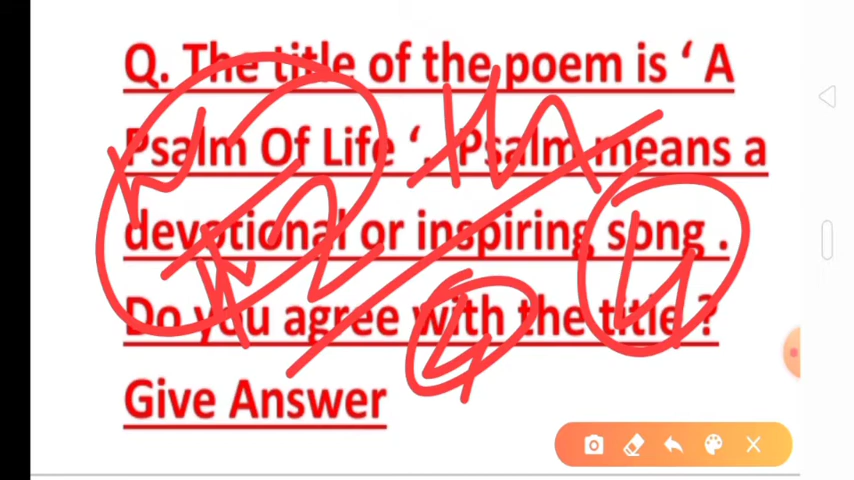 Q. The title of the poem is ‘ A
Psalm Of Life ‘. Psalm means a
devotional or inspiring song .
Do you agree with the title ?
Give Answer